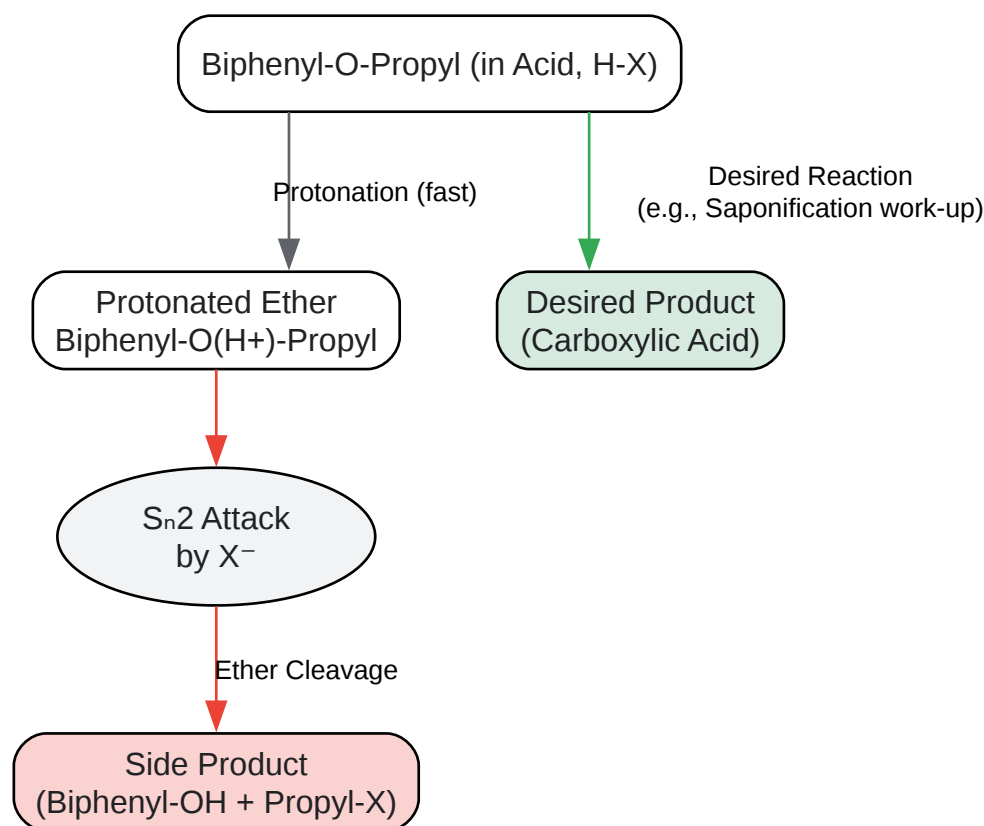 Biphenyl-O-Propyl (in Acid, H-X)
Protonation (fast)
Desired Reaction
(e.g., Saponification work-up)
Protonated Ether
Biphenyl-O(H+)-Propyl
Desired Product
(Carboxylic Acid)
Sₙ2 Attack
by X⁻
Ether Cleavage
Side Product
(Biphenyl-OH + Propyl-X)